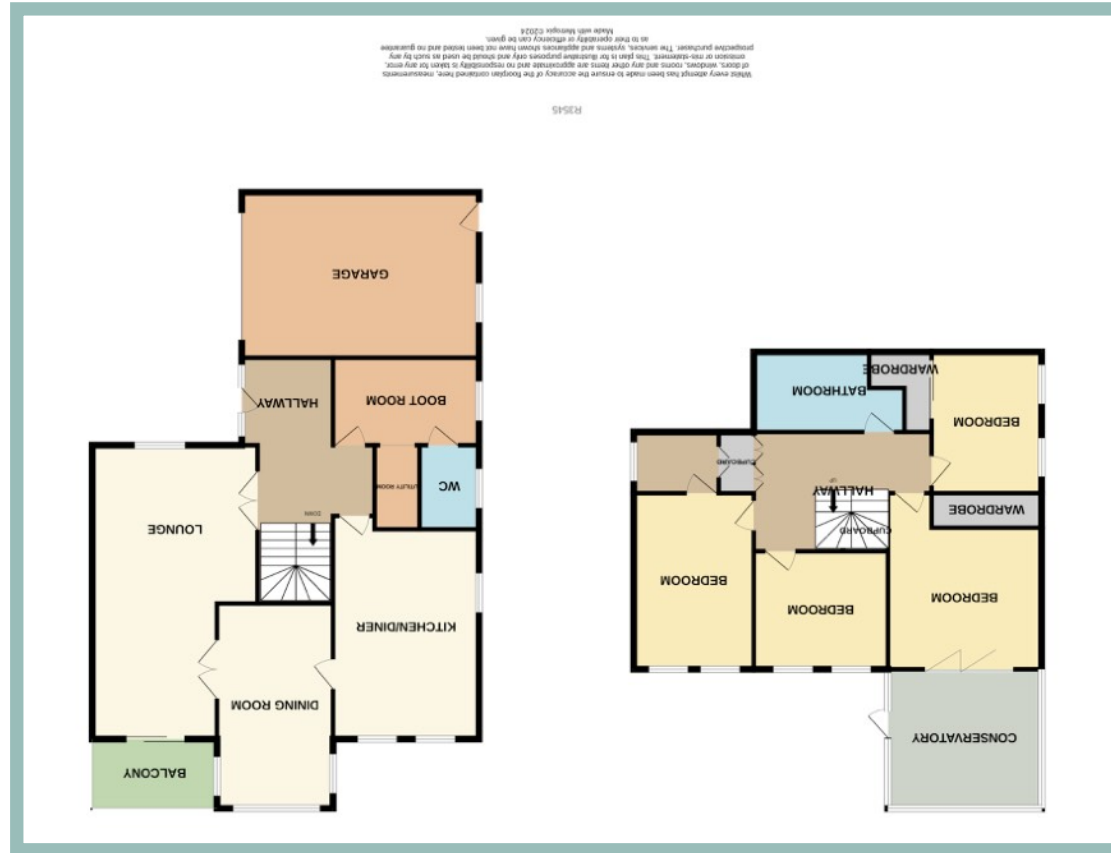 CONSERVATORY
BEDROOM
BEDROOM
BEDROOM
CUPBOARD
WARDROBE
HALLWAY
UP
CUPBOARD
BEDROOM
BATHROOM
WARDROBE
BALCONY
DINING ROOM
KITCHEN/DINER
LOUNGE
DOWN
WC
UTILITY ROOM
BOOT ROOM
HALLWAY
GARAGE
R3545
Whilst every attempt has been made to ensure the accuracy of the floorplan contained here, measurements
of doors, windows, rooms and any other items are approximate and no responsibility is taken for any error,
omission or mis-statement. This plan is for illustrative purposes only and should be used as such by any
prospective purchaser. The services, systems and appliances shown have not been tested and no guarantee
as to their operability or efficiency can be given.
Made with Metropix ©2024